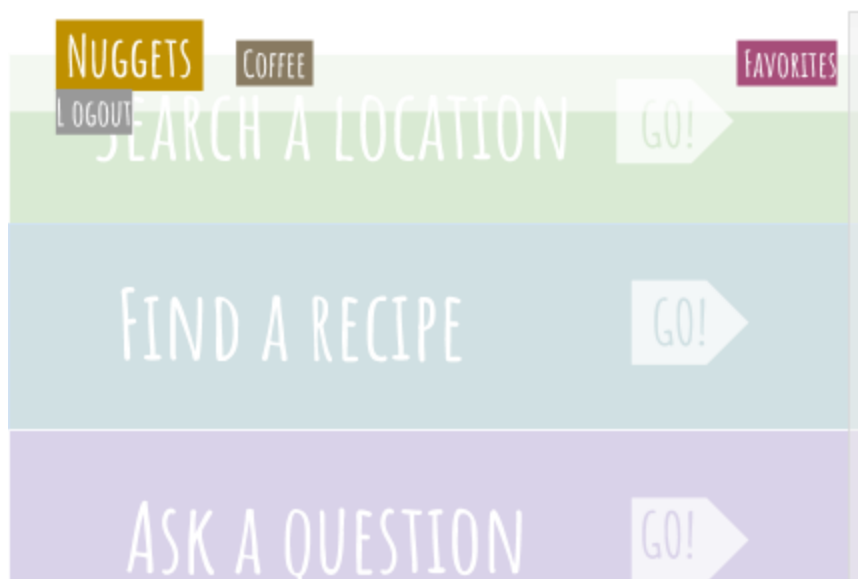 Nuggets
Coffee
Favorites
Logout
Search a location
GO!
Find a recipe
GO!
Ask a question
GO!